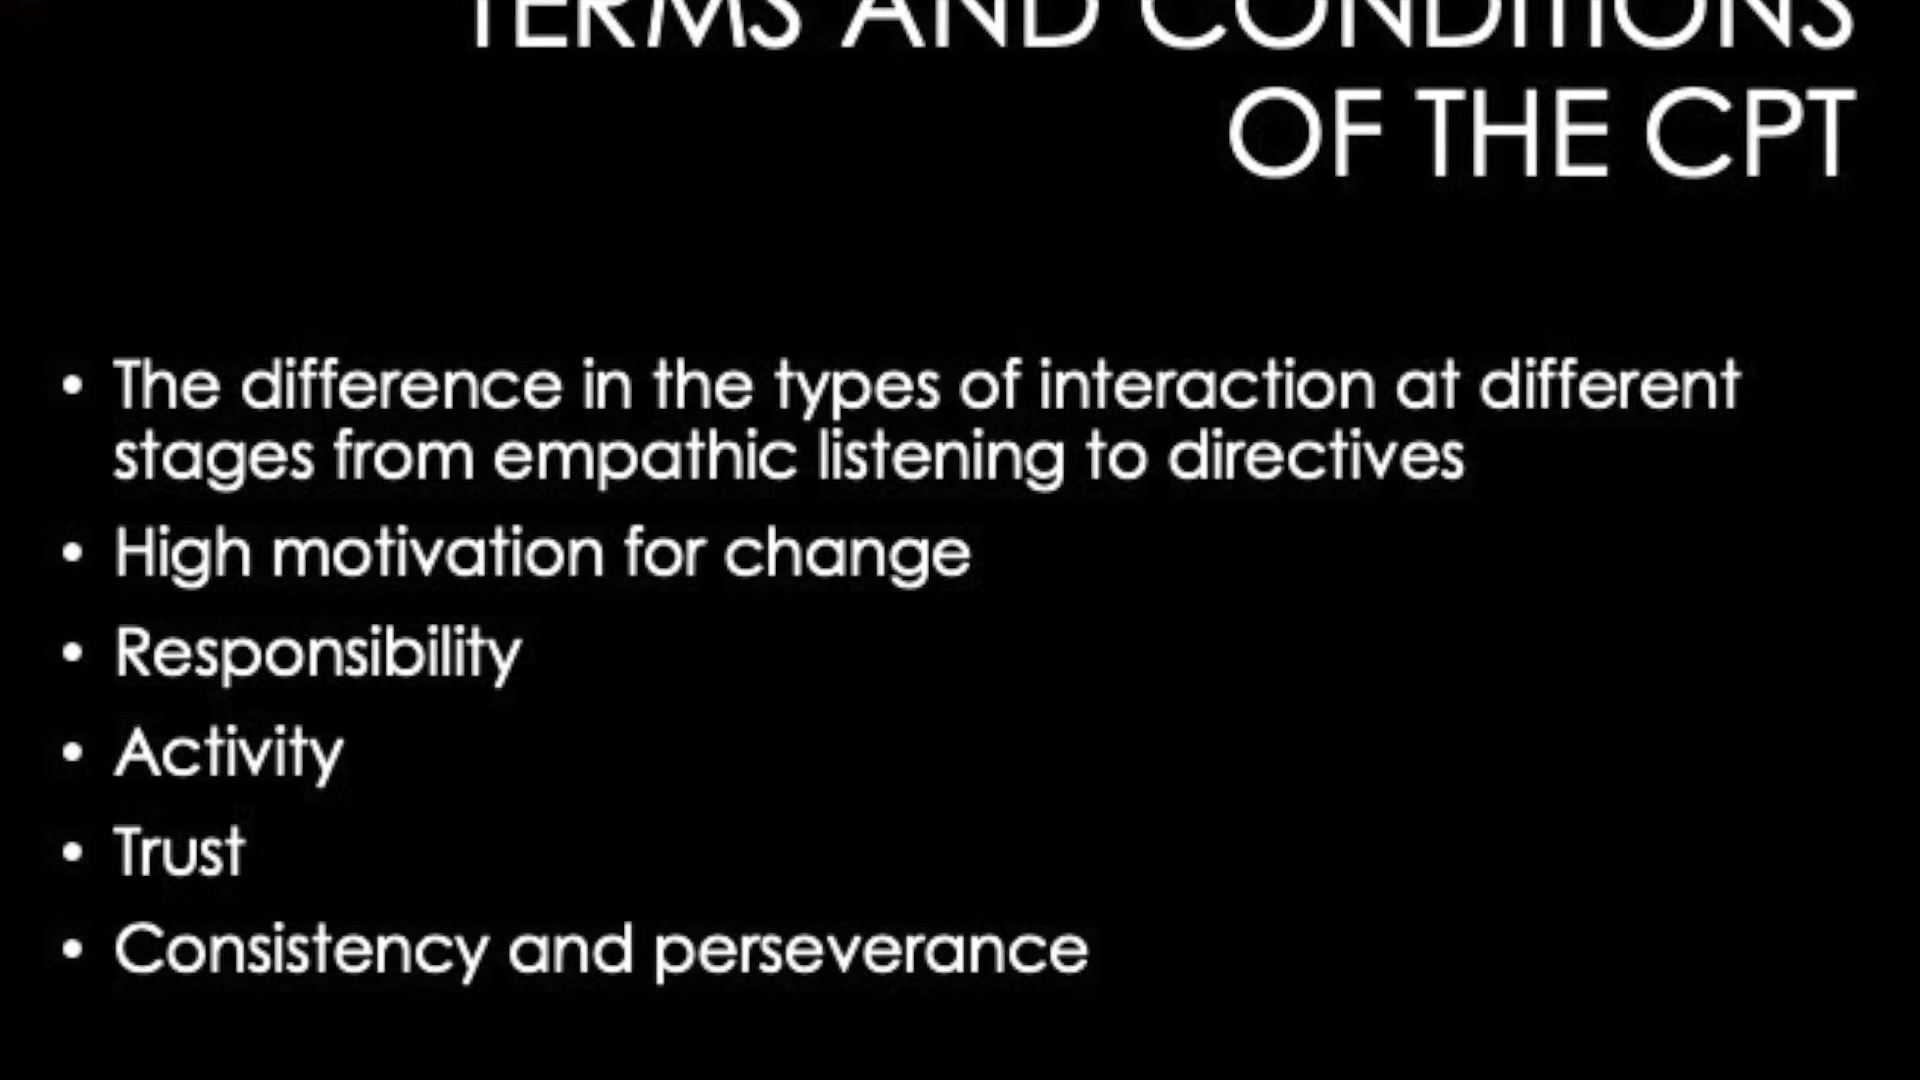 TERMS AND CONDITIONS
OF THE CPT
• The difference in the types of interaction at different
stages from empathic listening to directives
• High motivation for change
• Responsibility
• Activity
• Trust
• Consistency and perseverance